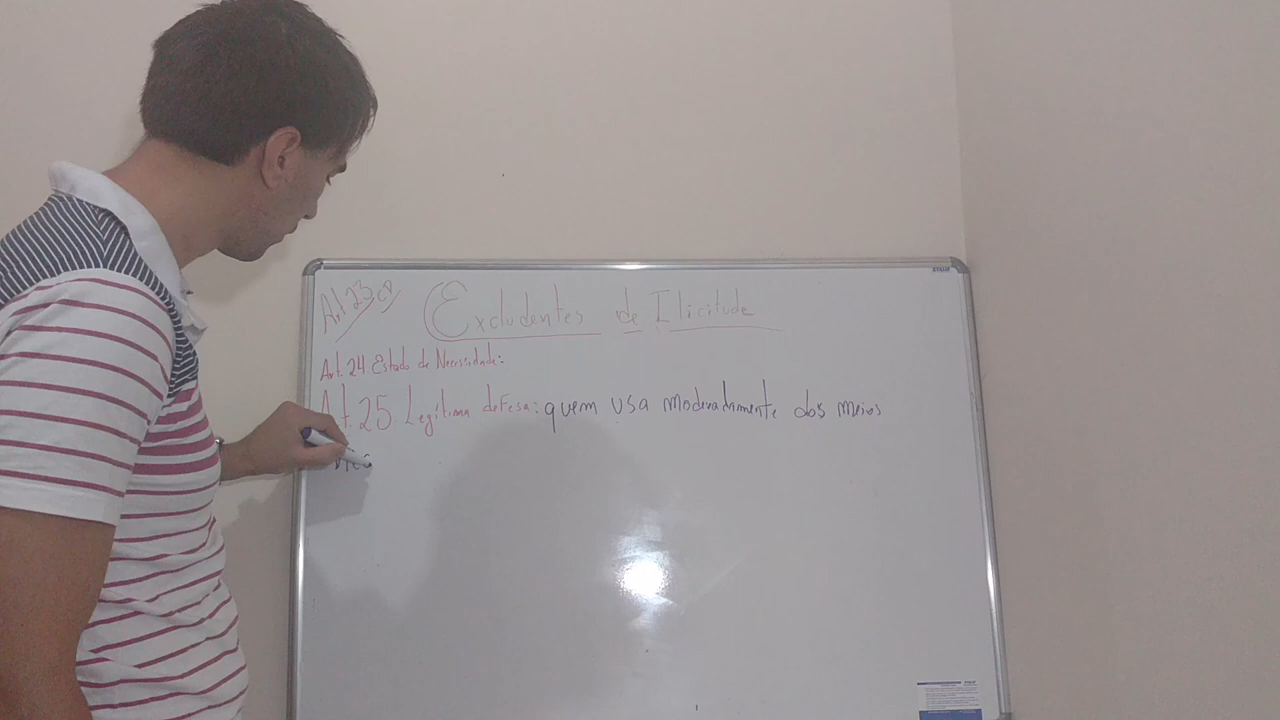 Art 23 CP Excludentes de Ilicitude
Art. 24 Estado de Necessidade:
Art. 25 Legítima defesa: quem usa moderadamente dos meios